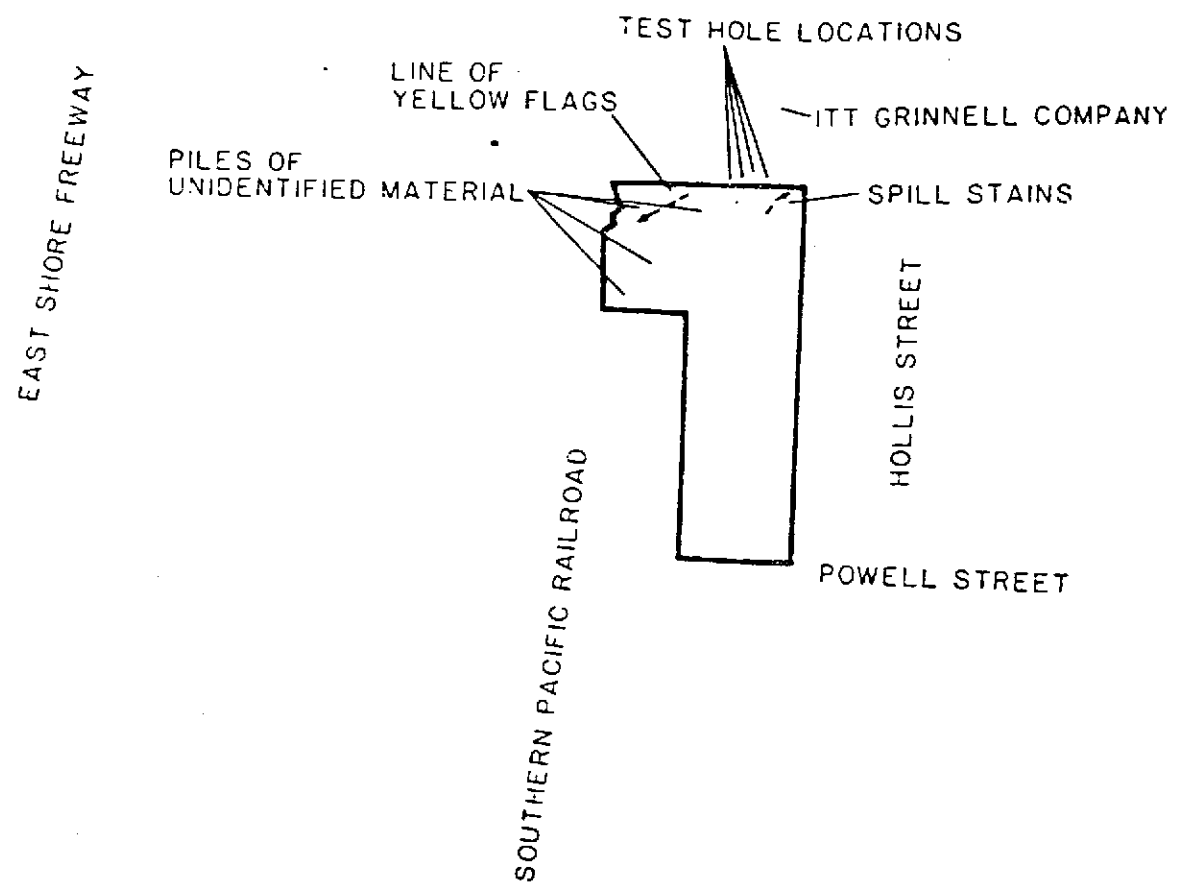 TEST HOLE LOCATIONS
LINE OF
YELLOW FLAGS
ITT GRINNELL COMPANY
PILES OF
UNIDENTIFIED MATERIAL
SPILL STAINS
EAST SHORE FREEWAY
HOLLIS STREET
POWELL STREET
SOUTHERN PACIFIC RAILROAD